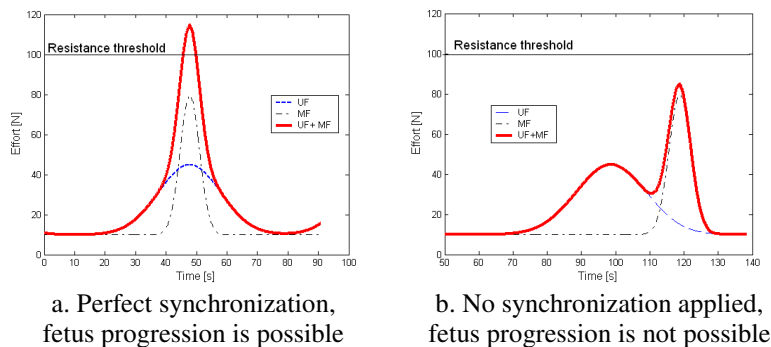 120
100
80
60
40
20
0
Effort [N]
Resistance threshold
UF
MF
UF+ MF
0 10 20 30 40 50 60 70 80 90 100
Time [s]
a. Perfect synchronization,
fetus progression is possible
120
100
80
60
40
20
0
Effort [N]
Resistance threshold
UF
MF
UF+MF
50 60 70 80 90 100 110 120 130 140
Time [s]
b. No synchronization applied,
fetus progression is not possible